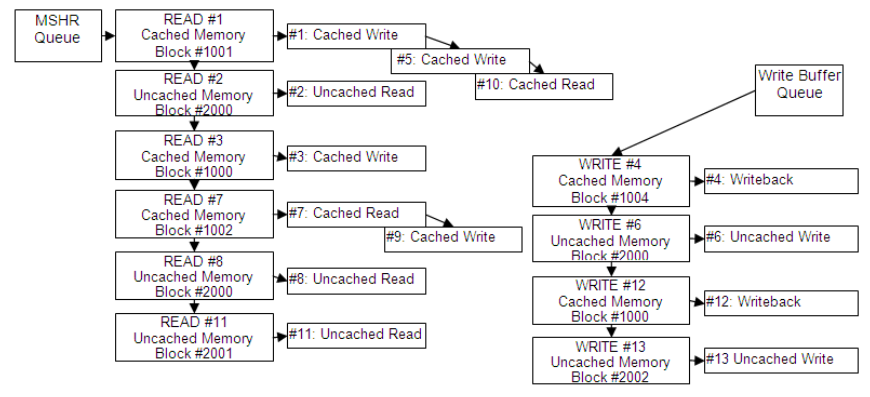 MSHR
Queue
READ #1
Cached Memory
Block #1001
#1: Cached Write
#5: Cached Write
#10: Cached Read
READ #2
Uncached Memory
Block #2000
#2: Uncached Read
READ #3
Cached Memory
Block #1000
#3: Cached Write
READ #7
Cached Memory
Block #1002
#7: Cached Read
#9: Cached Write
READ #8
Uncached Memory
Block #2000
#8: Uncached Read
READ #11
Uncached Memory
Block #2001
#11: Uncached Read
Write Buffer
Queue
WRITE #4
Cached Memory
Block #1004
#4: Writeback
WRITE #6
Uncached Memory
Block #2000
#6: Uncached Write
WRITE #12
Cached Memory
Block #1000
#12: Writeback
WRITE #13
Uncached Memory
Block #2002
#13 Uncached Write